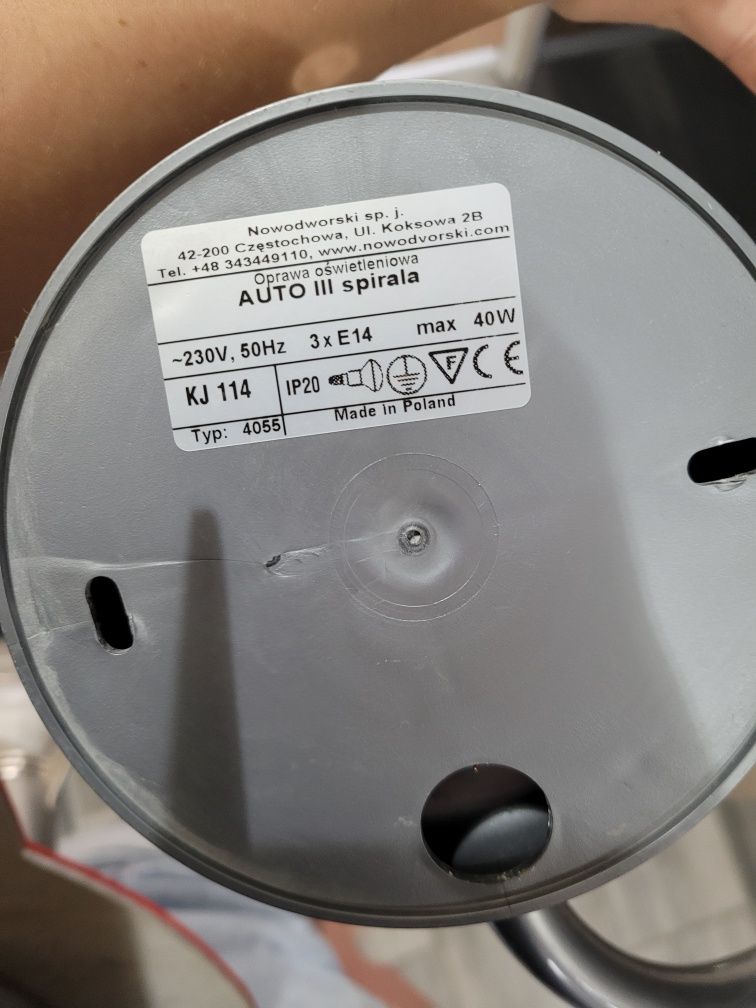 Nowodworski sp. j.
42-200 Częstochowa, Ul. Koksowa 2B
Tel. +48 343449110, www.nowodvorski.com
Oprawa oświetleniowa
AUTO III spirala
~230V, 50Hz 3 x E14 max 40W
KJ 114 IP20 F CE
Typ: 4055 Made in Poland